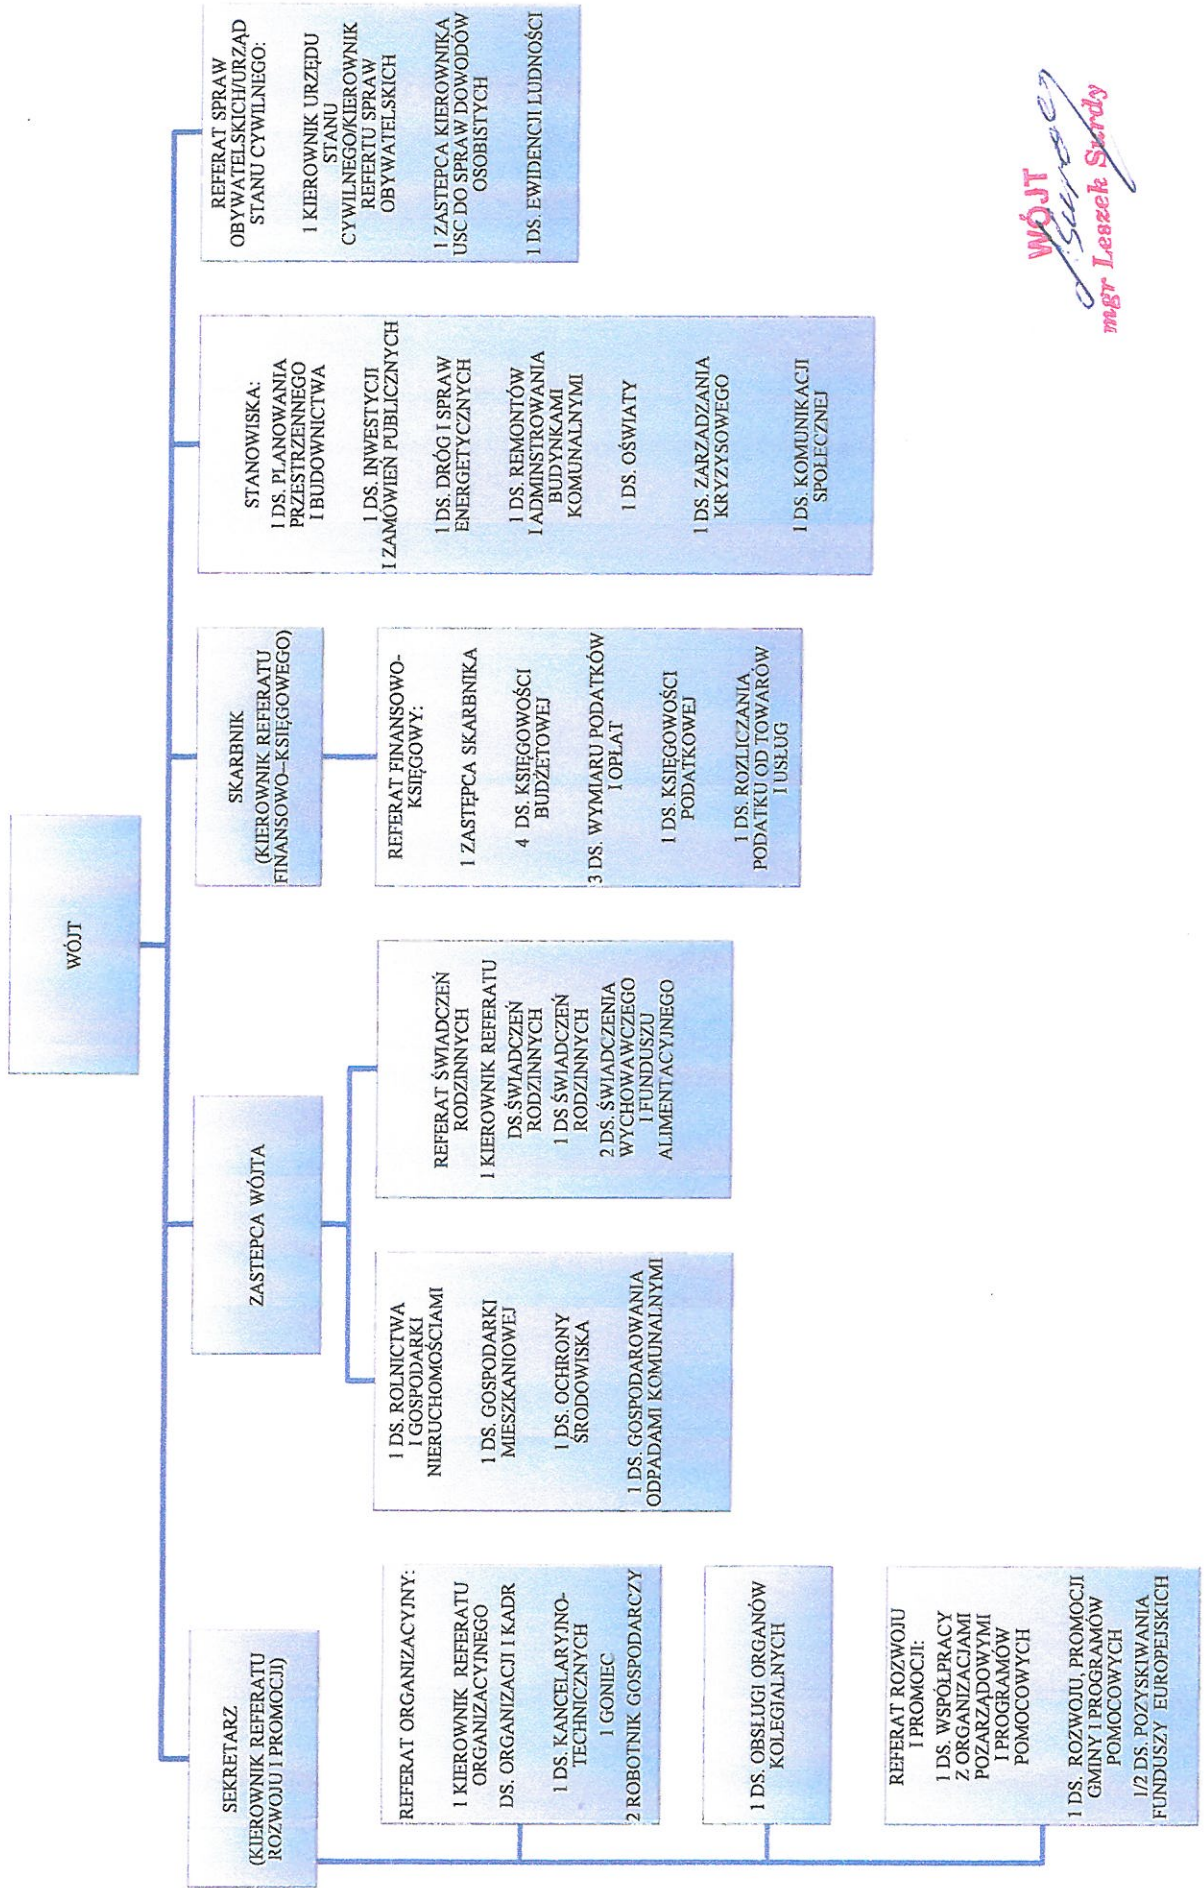 WÓJT
SEKRETARZ
(KIEROWNIK REFERATU
ROZWOJU I PROMOCJI)
REFERAT ORGANIZACYJNY:
1 KIEROWNIK REFERATU
ORGANIZACYJNEGO
DS. ORGANIZACJI I KADR
1 DS. KANCELARYJNO-
TECHNICZNYCH
1 GONIEC
2 ROBOTNIK GOSPODARCZY
1 DS. OBSŁUGI ORGANÓW
KOLEGIALNYCH
REFERAT ROZWOJU
I PROMOCJI:
1 DS. WSPÓŁPRACY
Z ORGANIZACJAMI
POZARZĄDOWYMI
I PROGRAMÓW
POMOCOWYCH
1 DS. ROZWOJU, PROMOCJI
GMINY I PROGRAMÓW
POMOCOWYCH
1/2 DS. POZYSKIWANIA
FUNDUSZY EUROPEJSKICH
ZASTEPCA WÓJTA
1 DS. ROLNICTWA
I GOSPODARKI
NIERUCHOMOŚCIAMI
1 DS. GOSPODARKI
MIESZKANIOWEJ
1 DS. OCHRONY
ŚRODOWISKA
1 DS. GOSPODAROWANIA
ODPADAMI KOMUNALNYMI
REFERAT ŚWIADCZEŃ
RODZINNYCH
1 KIEROWNIK REFERATU
DS.ŚWIADCZEŃ
RODZINNYCH
1 DS ŚWIADCZEŃ
RODZINNYCH
2 DS. ŚWIADCZENIA
WYCHOWAWCZEGO
I FUNDUSZU
ALIMENTACYJNEGO
SKARBNIK
(KIEROWNIK REFERATU
FINANSOWO–KSIĘGOWEGO)
REFERAT FINANSOWO-
KSIĘGOWY:
1 ZASTĘPCA SKARBNIKA
4 DS. KSIĘGOWOŚCI
BUDŻETOWEJ
3 DS. WYMIARU PODATKÓW
I OPŁAT
1 DS. KSIĘGOWOŚCI
PODATKOWEJ
1 DS. ROZLICZANIA
PODATKU OD TOWARÓW
I USŁUG
STANOWISKA:
1 DS. PLANOWANIA
PRZESTRZENNEGO
I BUDOWNICTWA
1 DS. INWESTYCJI
I ZAMÓWIEŃ PUBLICZNYCH
1 DS. DRÓG I SPRAW
ENERGETYCZNYCH
1 DS. REMONTÓW
I ADMINSTROWANIA
BUDYNKAMI
KOMUNALNYMI
1 DS. OŚWIATY
1 DS. ZARZADZANIA
KRYZYSOWEGO
1 DS. KOMUNIKACJI
SPOŁECZNEJ
REFERAT SPRAW
OBYWATELSKICH/URZĄD
STANU CYWILNEGO:
1 KIEROWNIK URZĘDU
STANU
CYWILNEGO/KIEROWNIK
REFERTU SPRAW
OBYWATELSKICH
1 ZASTEPCA KIEROWNIKA
USC DO SPRAW DOWODÓW
OSOBISTYCH
1 DS. EWIDENCJI LUDNOŚCI
WÓJT
mgr Leszek Surdy